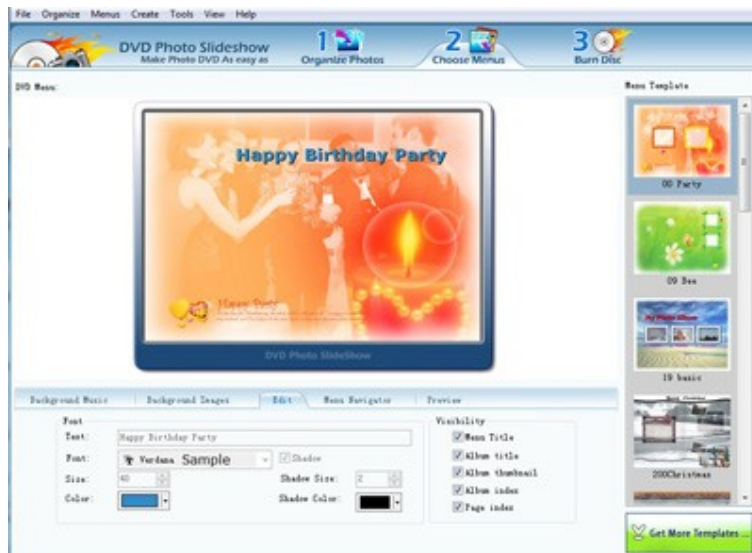 File Organize Menus Create Tools View Help
DVD Photo Slideshow
Make Photo DVD As easy as
1
Organize Photos
2
Choose Menus
3
Burn Disc
DVD Menu:
Menu Template
Happy Birthday Party
Happy Party
DVD Photo SlideShow
00 Party
09 Bee
My Photo Album
19 basic
200Christmas
Background Music
Background Images
Edit
Menu Navigator
Preview
Font
Text: Happy Birthday Party
Font: Verdana Sample
Shadow
Size: 40
Shadow Size: 2
Color:
Shadow Color:
Visibility
Menu Title
Album title
Album thumbnail
Album index
Page index
Get More Templates ...